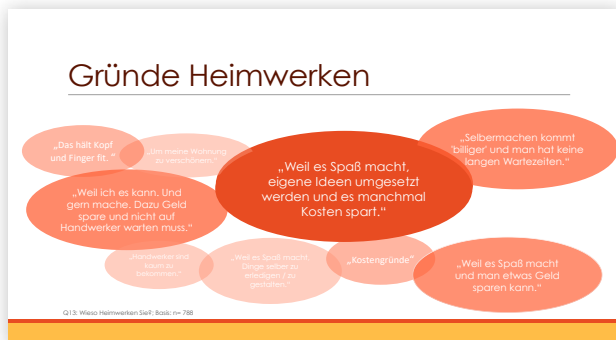 Gründe Heimwerken
„Das hält Kopf
und Finger fit. “
„Um meine Wohnung
zu verschönern.“
„Weil es Spaß macht,
eigene Ideen umgesetzt
werden und es manchmal
Kosten spart.“
„Selbermachen kommt
'billiger' und man hat keine
langen Wartezeiten.“
„Weil ich es kann. Und
gern mache. Dazu Geld
spare und nicht auf
Handwerker warten muss.“
„Handwerker sind
kaum zu
bekommen.“
„Weil es Spaß macht,
Dinge selber zu
erledigen / zu
gestalten.“
„Kostengründe“
„Weil es Spaß macht
und man etwas Geld
sparen kann.“
Q13: Wieso Heimwerken Sie?; Basis: n= 788